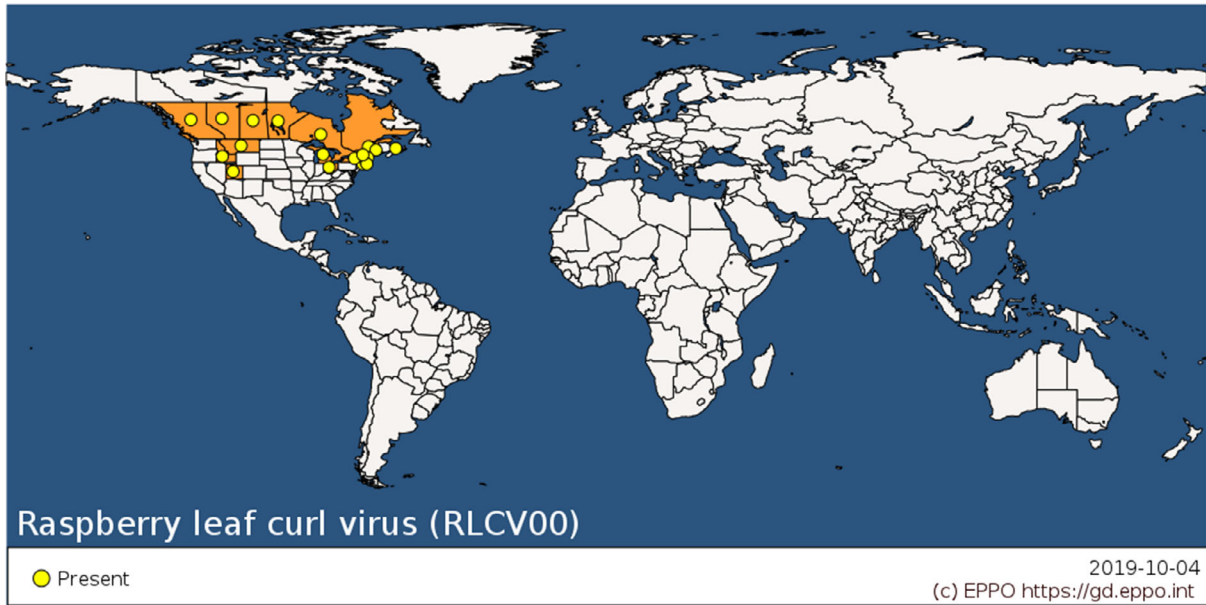 Raspberry leaf curl virus (RLCV00)
Present
2019-10-04
(c) EPPO https://gd.eppo.int